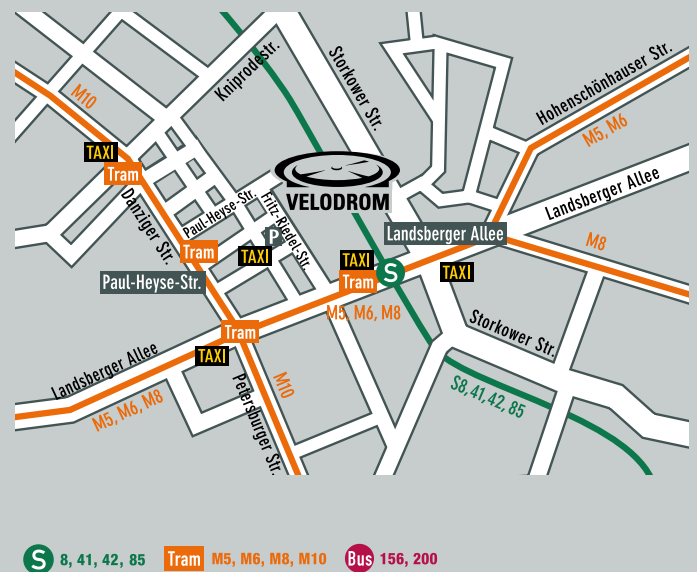 Kniprodestr.
Storkower Str.
Hohenschönhauser Str.
M10
M5, M6
TAXI
Tram
VELODROM
Landsberger Allee
Danziger Str.
Paul-Heyse-Str.
Fritz-Riedel-Str.
P
Landsberger Allee
M8
Tram
TAXI
TAXI
S
TAXI
Paul-Heyse-Str.
Tram
M5, M6, M8
Tram
TAXI
Storkower Str.
Landsberger Allee
M5, M6, M8
M10
Petersburger Str.
S8, 41, 42, 85
S 8, 41, 42, 85 Tram M5, M6, M8, M10 Bus 156, 200